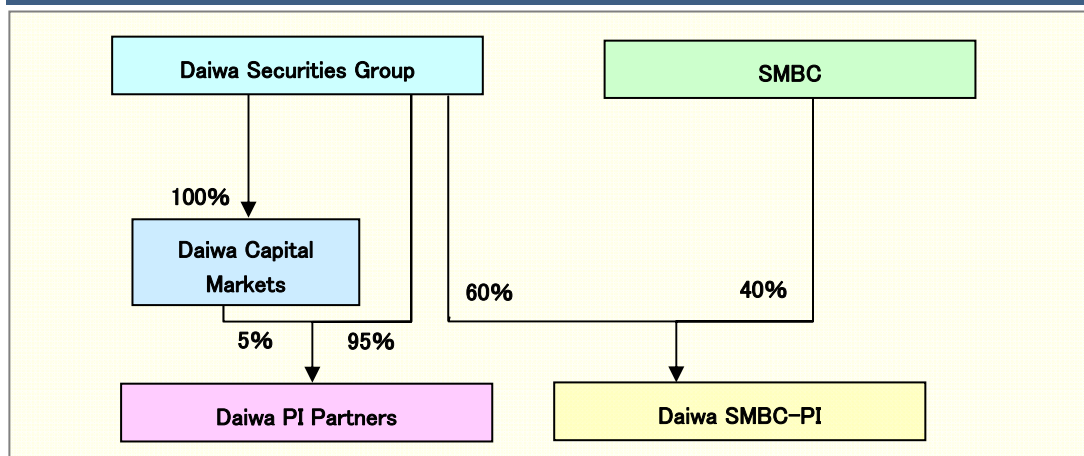 Daiwa Securities Group
SMBC
100%
Daiwa Capital
Markets
60%
40%
5%
95%
Daiwa PI Partners
Daiwa SMBC-PI